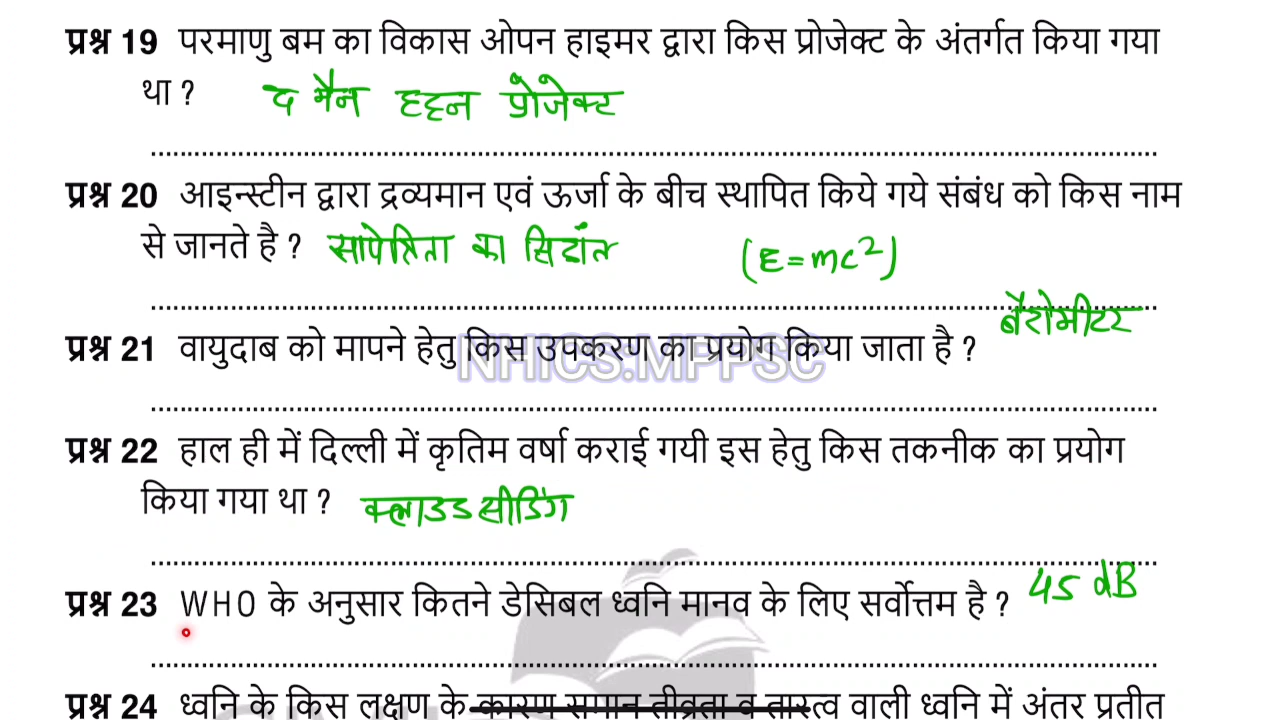 प्रश्न 19 परमाणु बम का विकास ओपन हाइमर द्वारा किस प्रोजेक्ट के अंतर्गत किया गया
था ? द मैन हट्टन प्रोजेक्ट
प्रश्न 20 आइन्स्टीन द्वारा द्रव्यमान एवं ऊर्जा के बीच स्थापित किये गये संबंध को किस नाम
से जानते है ? सापेक्षिता का सिद्धांत (E=mc²)
बैरोमीटर
प्रश्न 21 वायुदाब को मापने हेतु किस उपकरण का प्रयोग किया जाता है ?
NHICS.MPPSC
प्रश्न 22 हाल ही में दिल्ली में कृतिम वर्षा कराई गयी इस हेतु किस तकनीक का प्रयोग
किया गया था ? क्लाउड सीडिंग
प्रश्न 23 WHO के अनुसार कितने डेसिबल ध्वनि मानव के लिए सर्वोत्तम है ? 45 dB
प्रश्न 24 ध्वनि के किस लक्षण के कारण समान तीव्रता व तारत्व वाली ध्वनि में अंतर प्रतीत